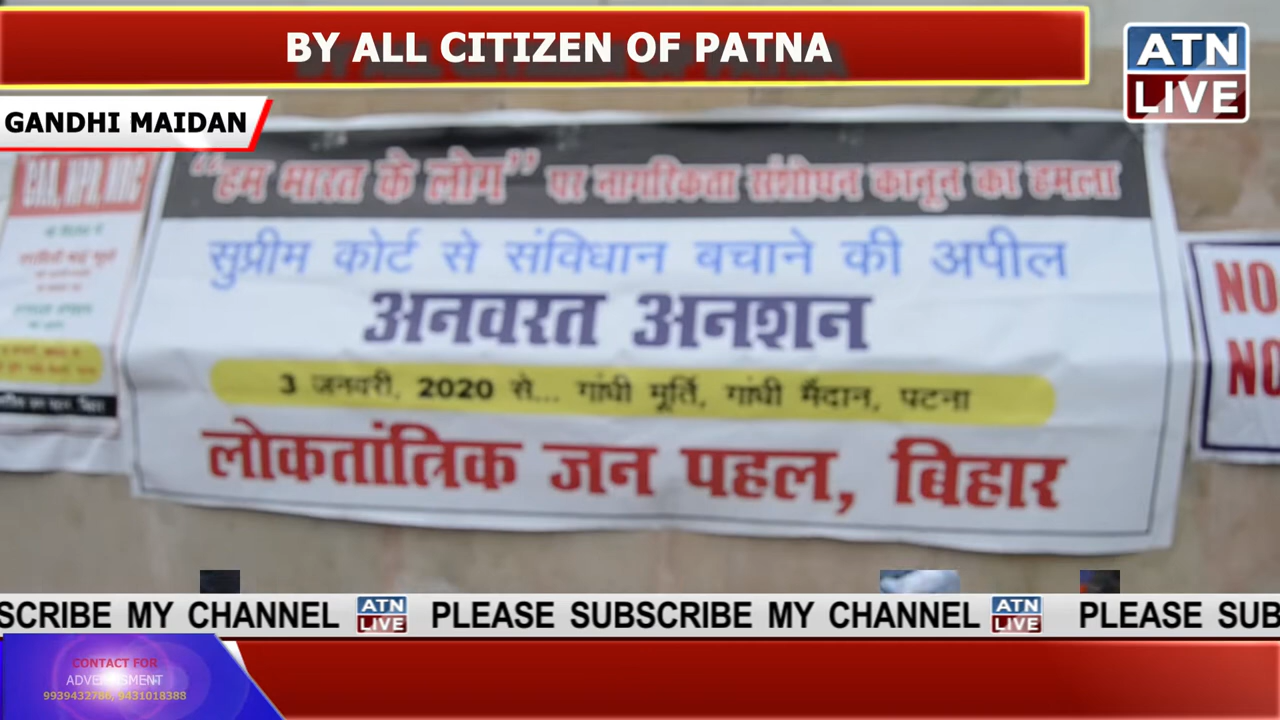 BY ALL CITIZEN OF PATNA
ATN
LIVE
GANDHI MAIDAN
CAA, NPR, NRC
"हम भारत के लोग" पर नागरिकता संशोधन कानून का हमला
सुप्रीम कोर्ट से संविधान बचाने की अपील
अनवरत अनशन
3 जनवरी, 2020 से... गांधी मूर्ति, गांधी मैदान, पटना
लोकतांत्रिक जन पहल, बिहार
NO
NO
SCRIBE MY CHANNEL ATN LIVE PLEASE SUBSCRIBE MY CHANNEL ATN LIVE PLEASE SUB
CONTACT FOR
9431018388